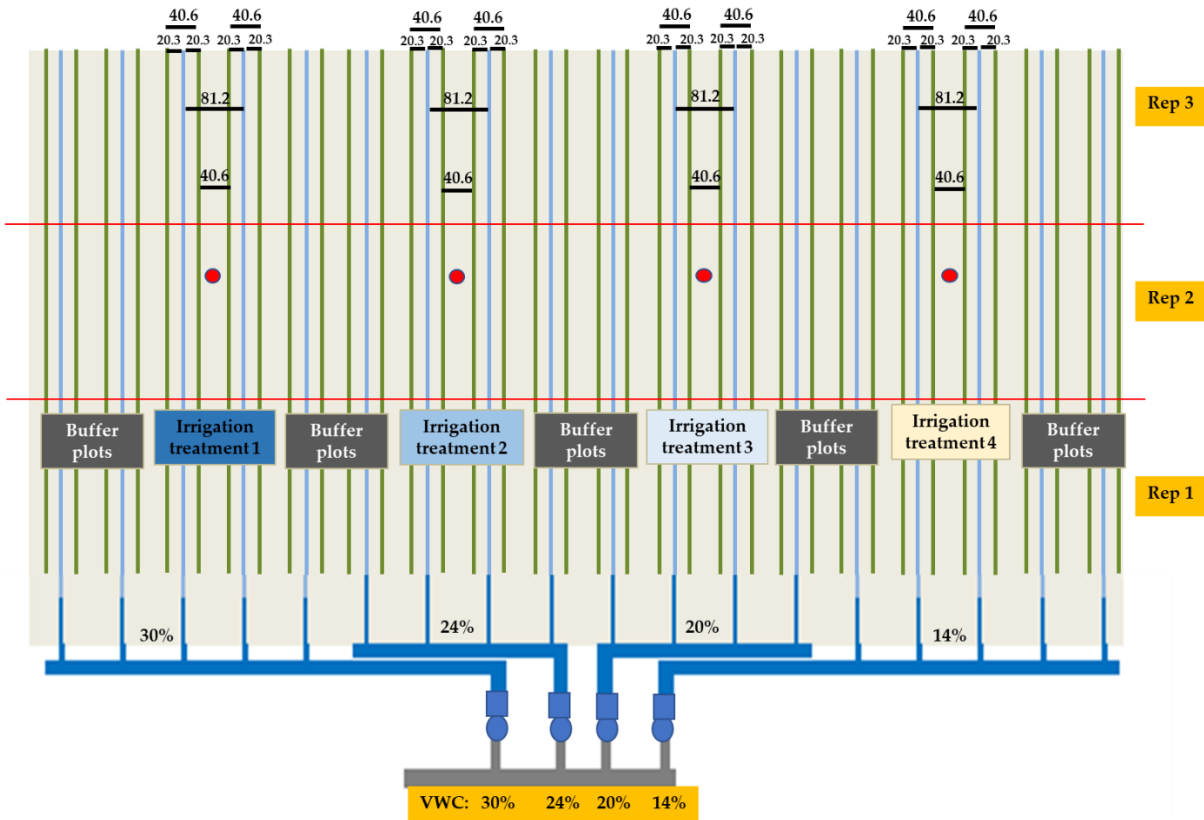 40.6 40.6 40.6 40.6 40.6 40.6 40.6 40.6
20.3 20.3 20.3 20.3 20.3 20.3 20.3 20.3 20.3 20.3 20.3 20.3 20.3 20.3 20.3 20.3
81.2 81.2 81.2 81.2
Rep 3
40.6 40.6 40.6 40.6
Rep 2
Buffer
plots
Irrigation
treatment 1
Buffer
plots
Irrigation
treatment 2
Buffer
plots
Irrigation
treatment 3
Buffer
plots
Irrigation
treatment 4
Buffer
plots
Rep 1
30% 24% 20% 14%
VWC: 30% 24% 20% 14%